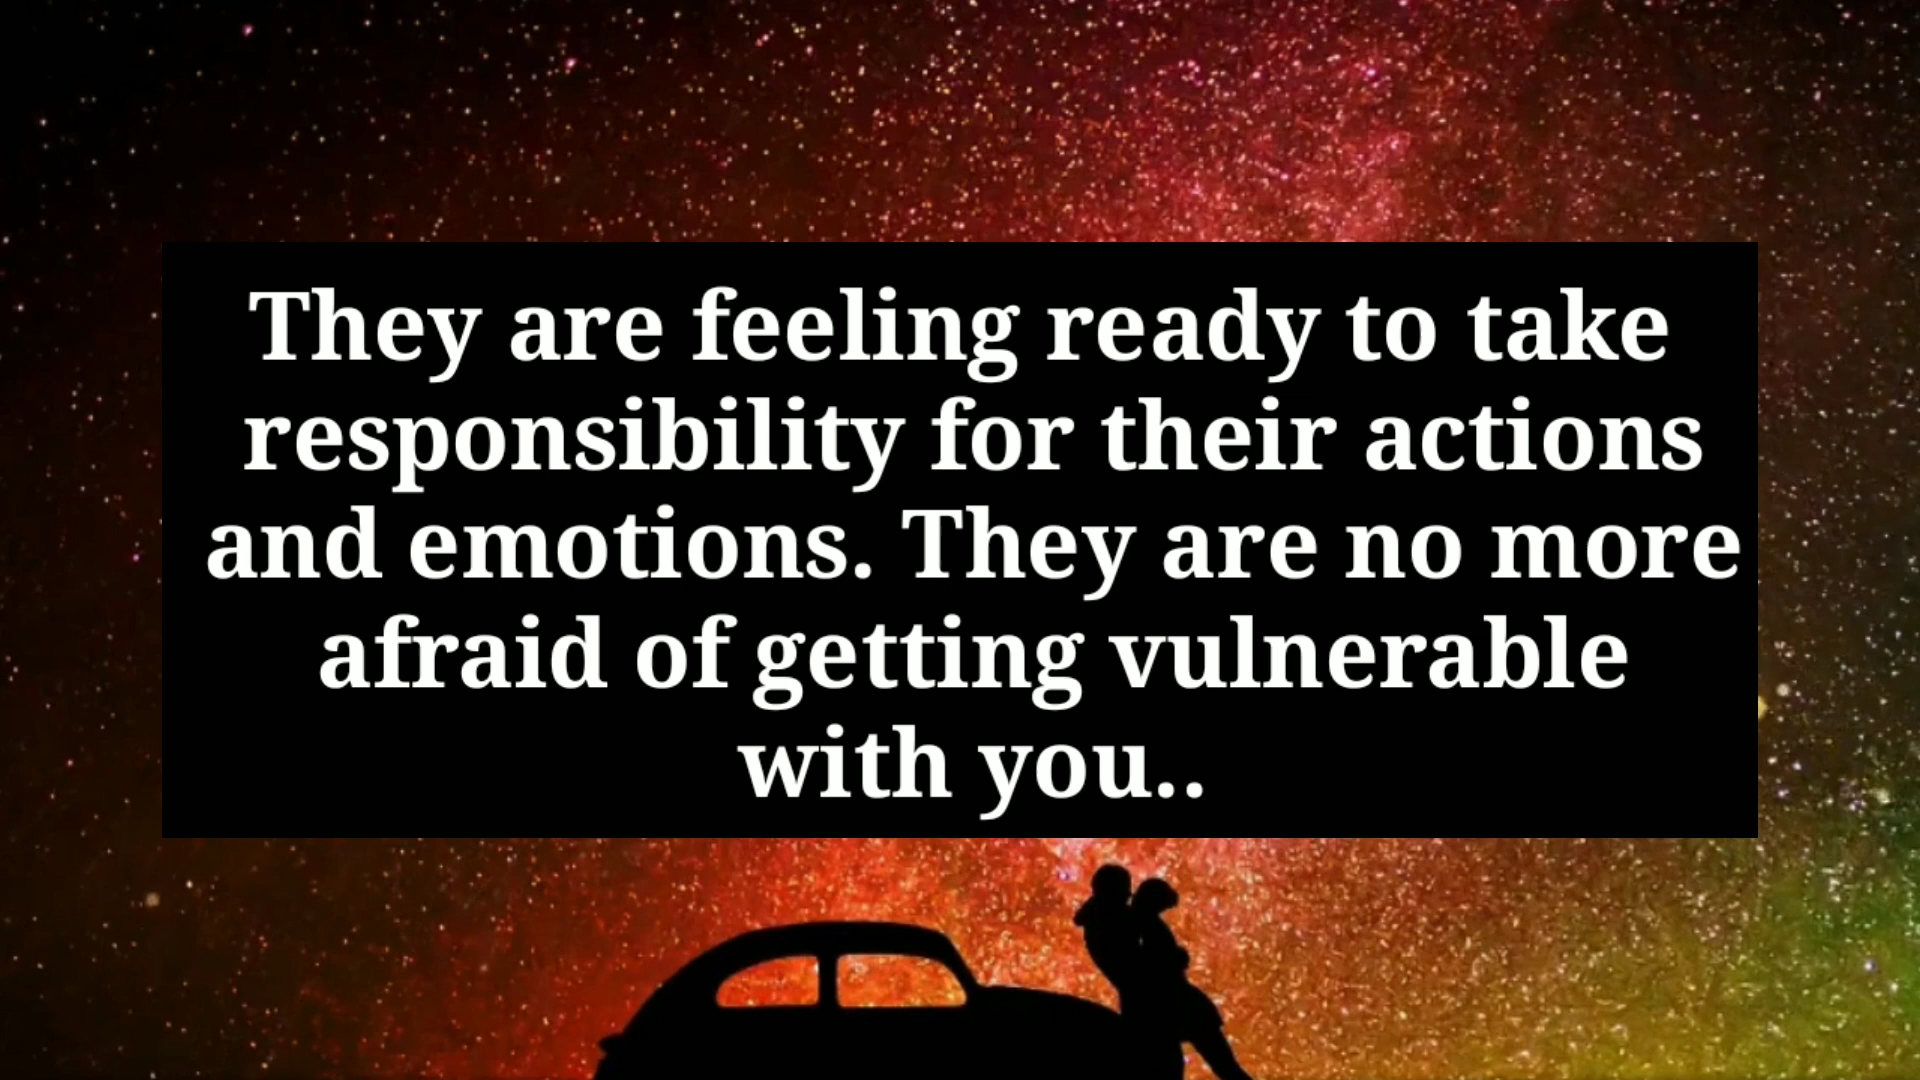 They are feeling ready to take
responsibility for their actions
and emotions. They are no more
afraid of getting vulnerable
with you..